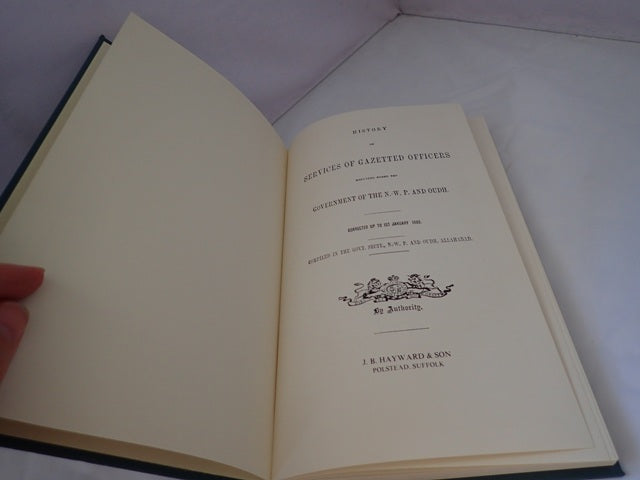 HISTORY
OF
SERVICES OF GAZETTED OFFICERS
GOVERNMENT OF THE N.-W. P. AND OUDH.
CORRECTED UP TO 1ST JANUARY
COMPILED IN THE GOVT. SECTT., N.-W. P. AND OUDH, ALLAHABAD.
By Authority.
J. B. HAYWARD & SON
POLSTEAD, SUFFOLK